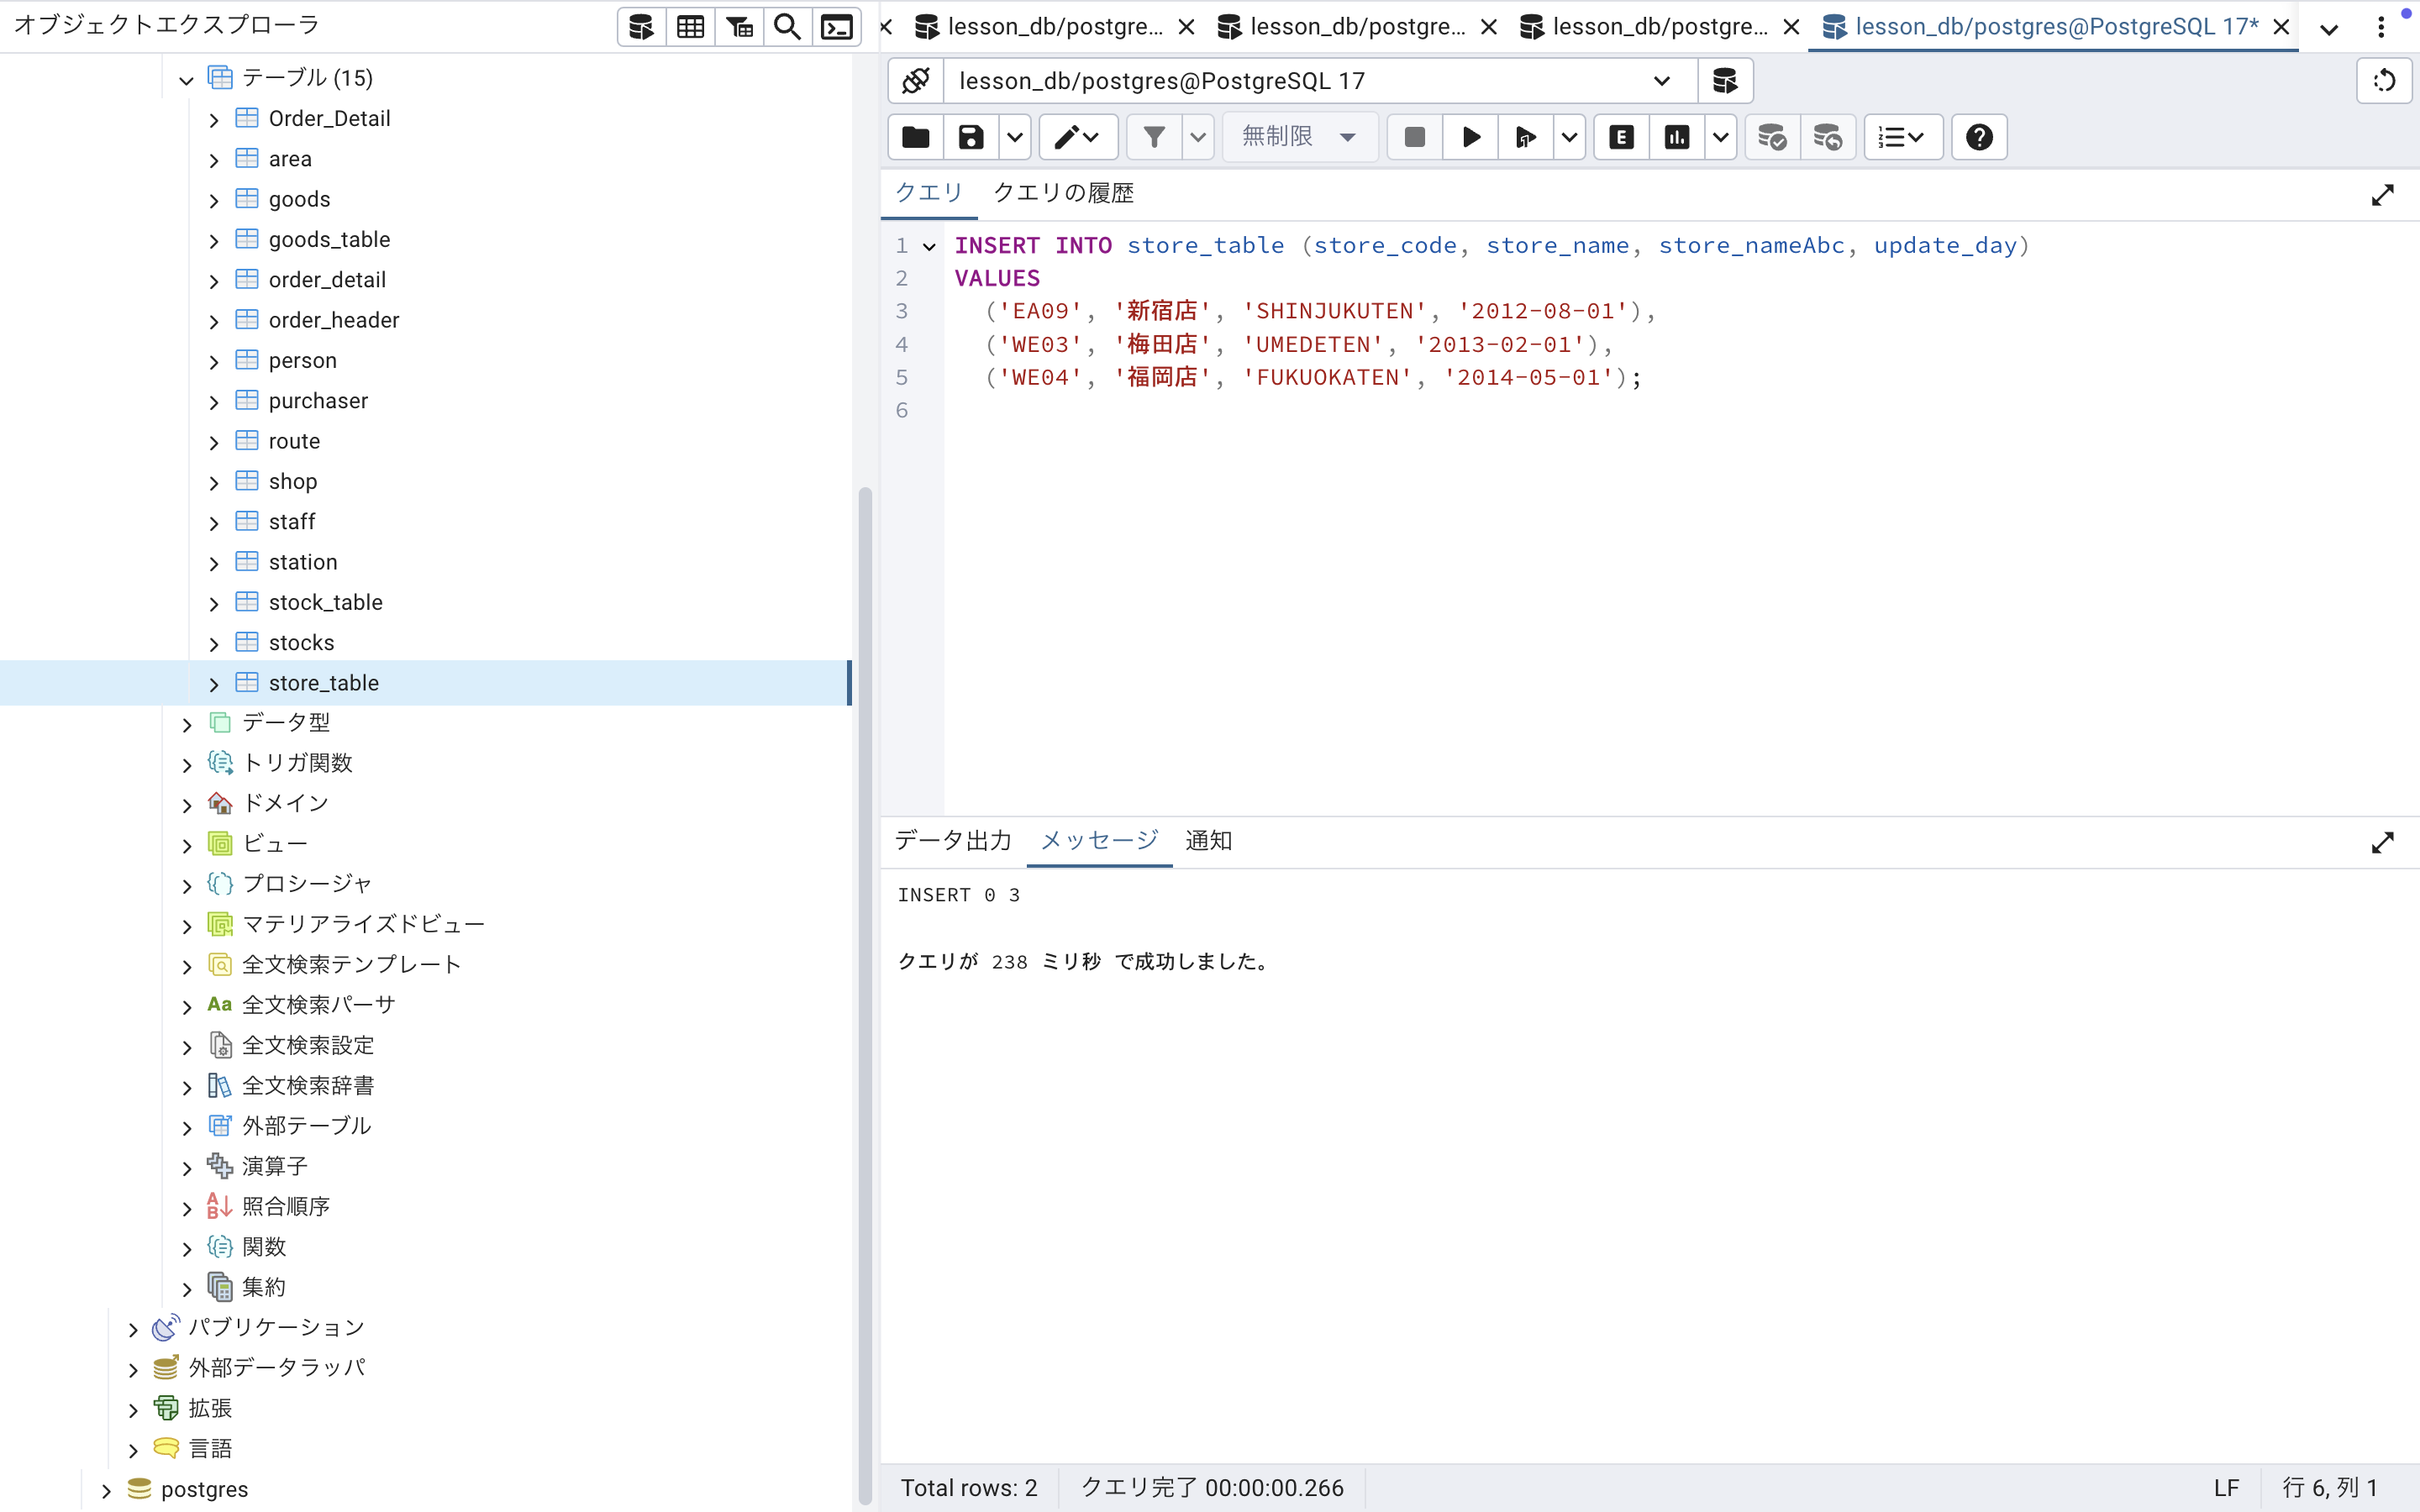 オブジェクトエクスプローラ
テーブル (15)
Order_Detail
area
goods
goods_table
order_detail
order_header
person
purchaser
route
shop
staff
station
stock_table
stocks
store_table
データ型
トリガ関数
ドメイン
ビュー
プロシージャ
マテリアライズドビュー
全文検索テンプレート
Aa 全文検索パーサ
全文検索設定
全文検索辞書
外部テーブル
演算子
照合順序
関数
集約
パブリケーション
外部データラッパ
拡張
言語
postgres
lesson_db/postgre... lesson_db/postgre... lesson_db/postgre... lesson_db/postgres@PostgreSQL 17*
lesson_db/postgres@PostgreSQL 17
無制限 E
クエリ クエリの履歴
1 INSERT INTO store_table (store_code, store_name, store_nameAbc, update_day)
2 VALUES
3 ('EA09', '新宿店', 'SHINJUKUTEN', '2012-08-01'),
4 ('WE03', '梅田店', 'UMEDETEN', '2013-02-01'),
5 ('WE04', '福岡店', 'FUKUOKATEN', '2014-05-01');
6
データ出力 メッセージ 通知
INSERT 0 3
クエリが 238 ミリ秒 で成功しました。
Total rows: 2 クエリ完了 00:00:00.266 LF 行 6, 列 1